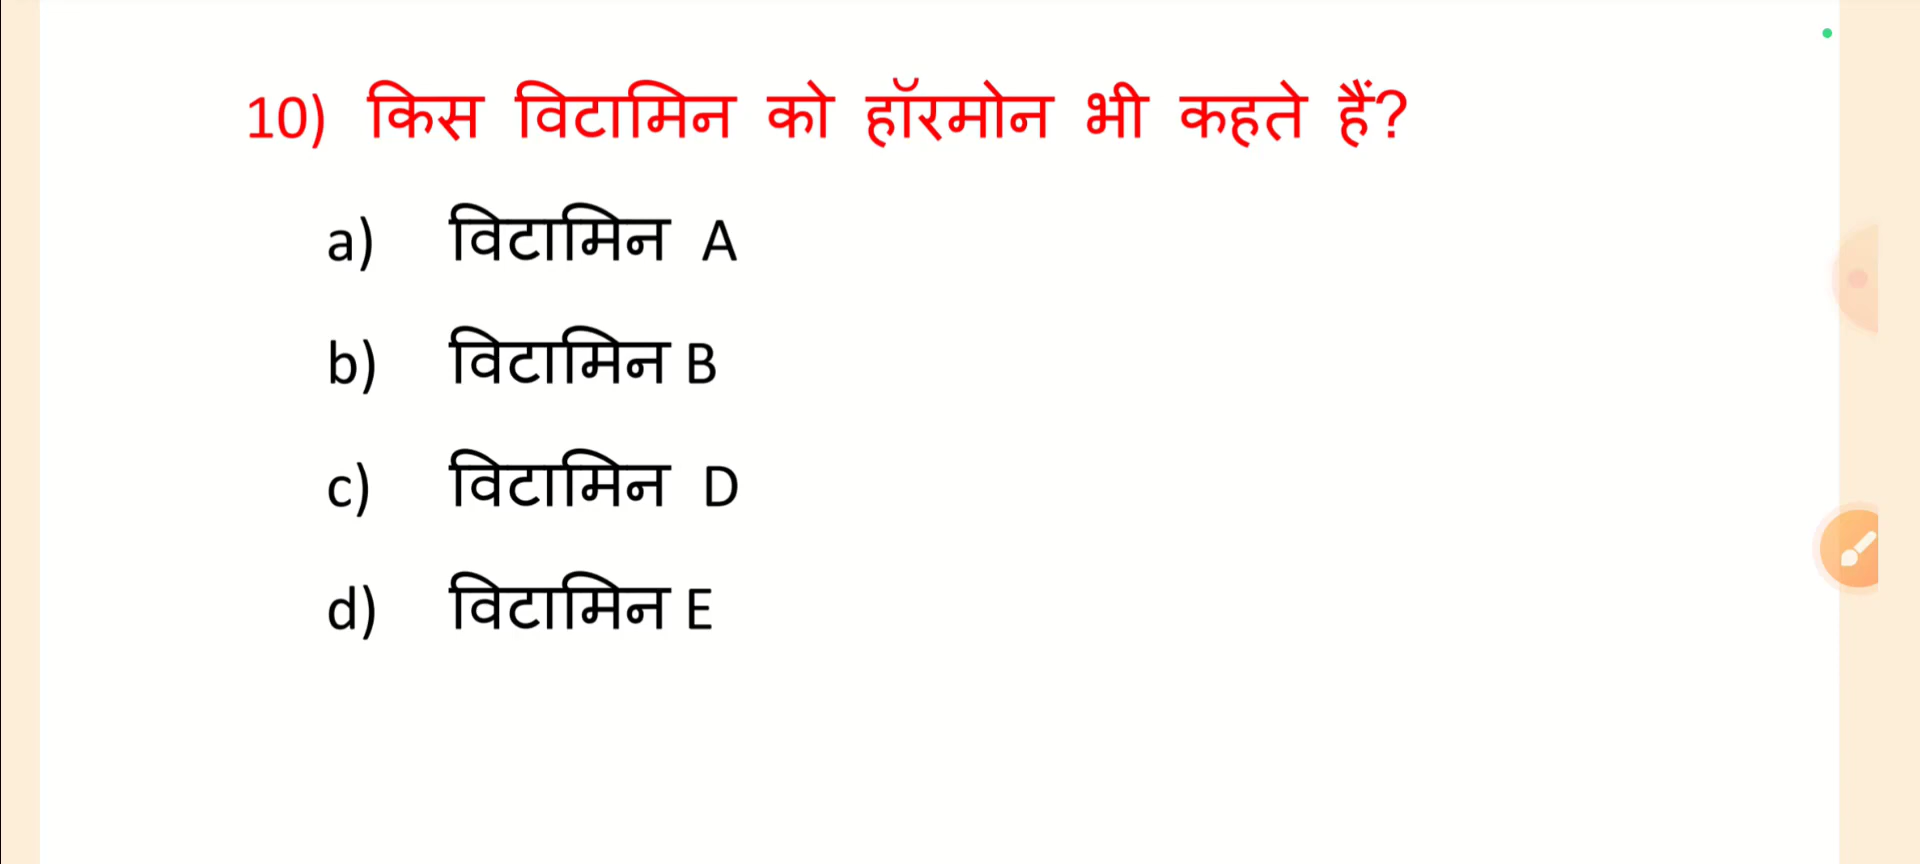 10) किस विटामिन को हॉरमोन भी कहते हैं?
a) विटामिन A
b) विटामिन B
c) विटामिन D
d) विटामिन E